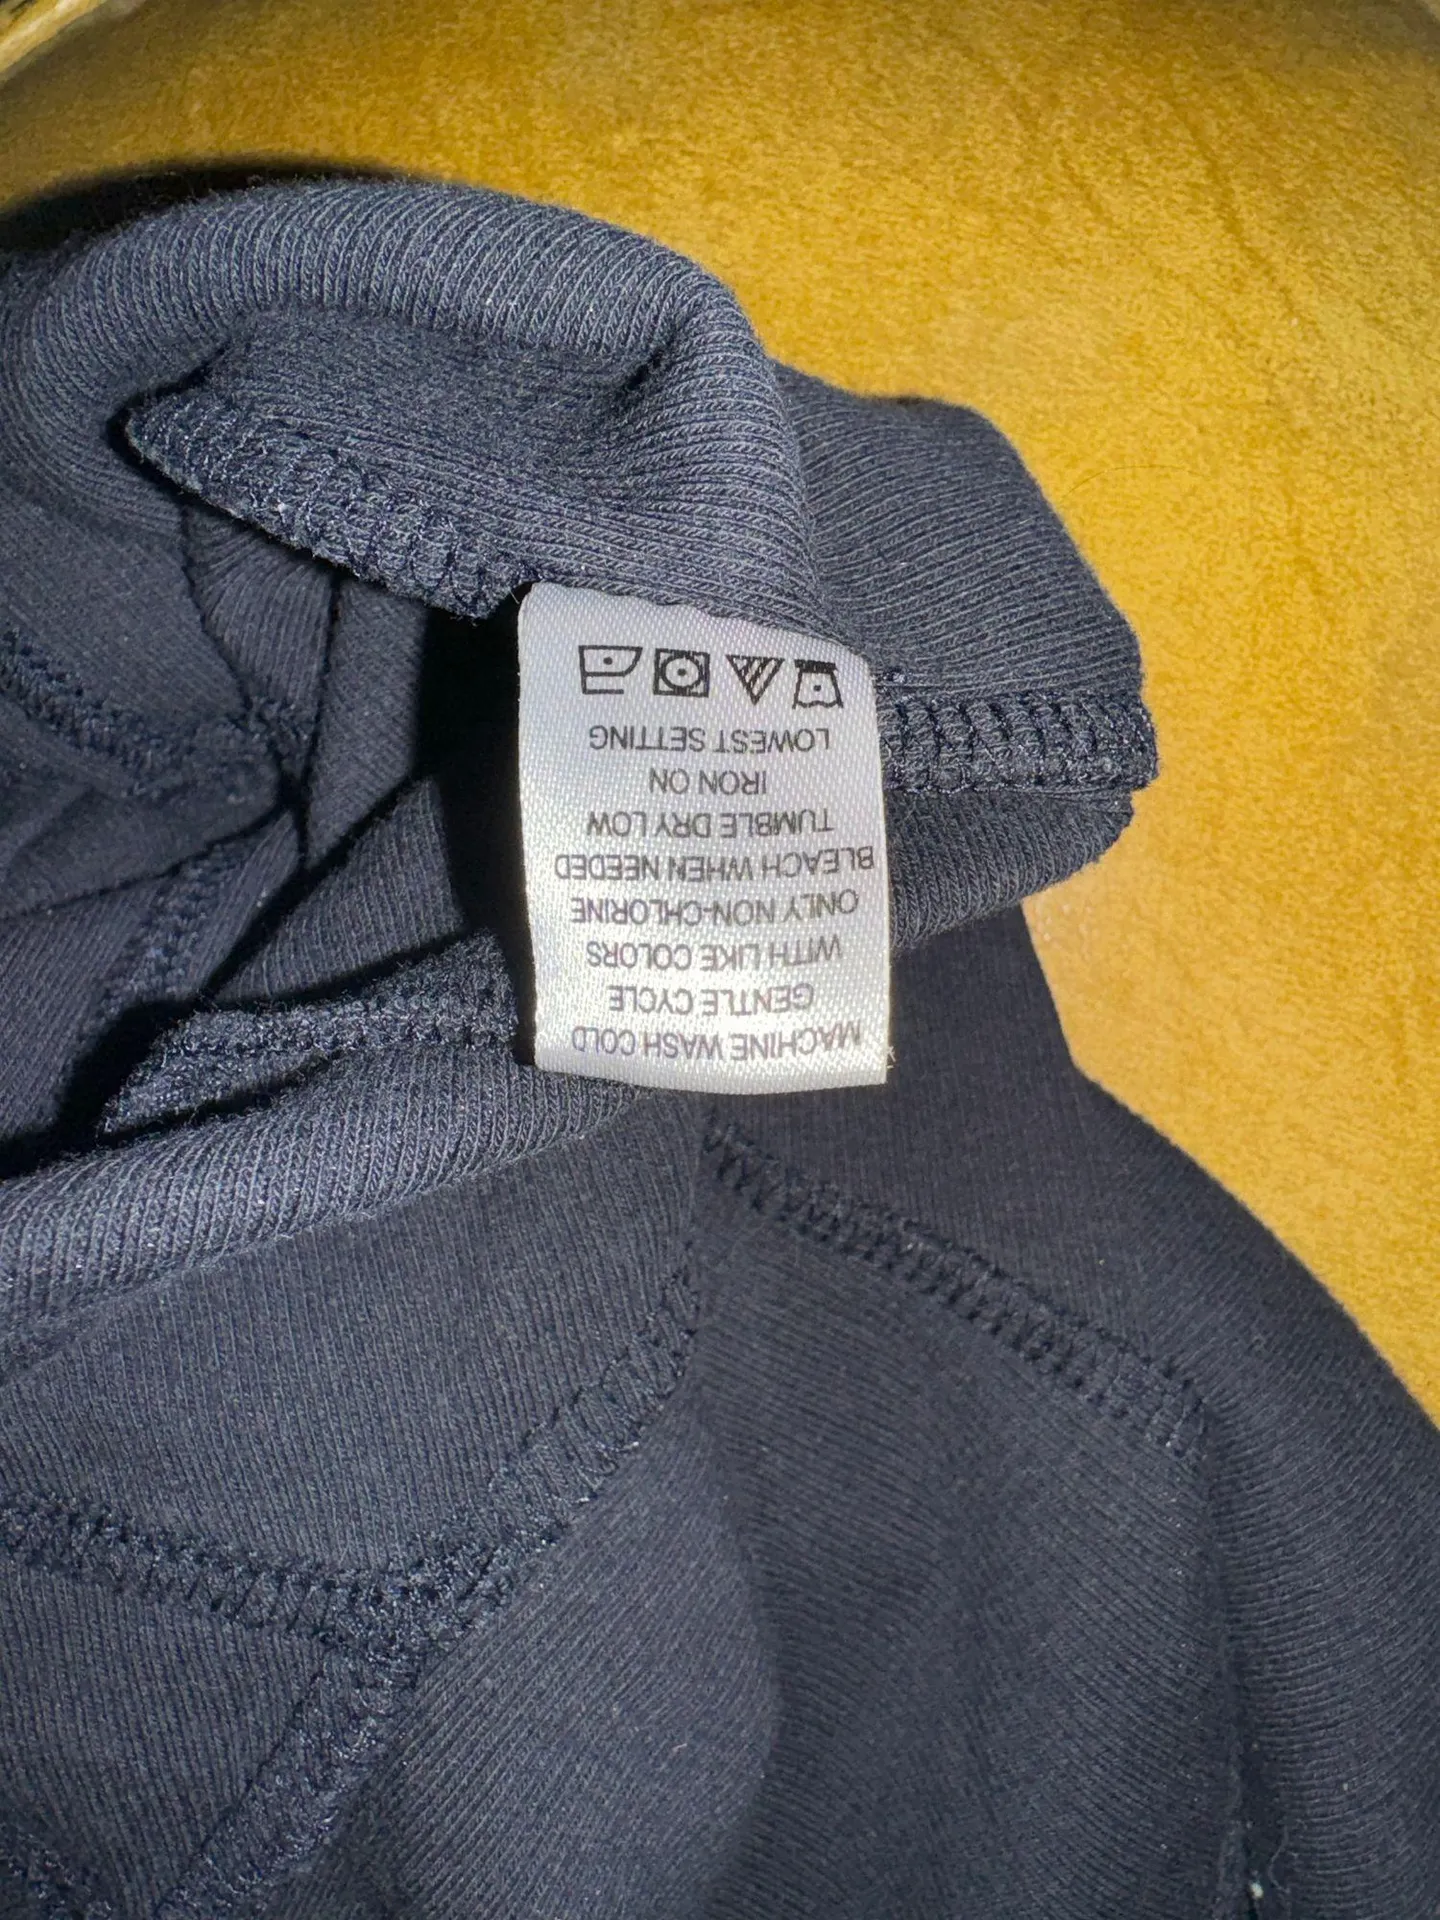 MACHINE WASH COLD
GENTLE CYCLE
WITH LIKE COLORS
ONLY NON-CHLORINE
BLEACH WHEN NEEDED
TUMBLE DRY LOW
IRON ON
LOWEST SETTING